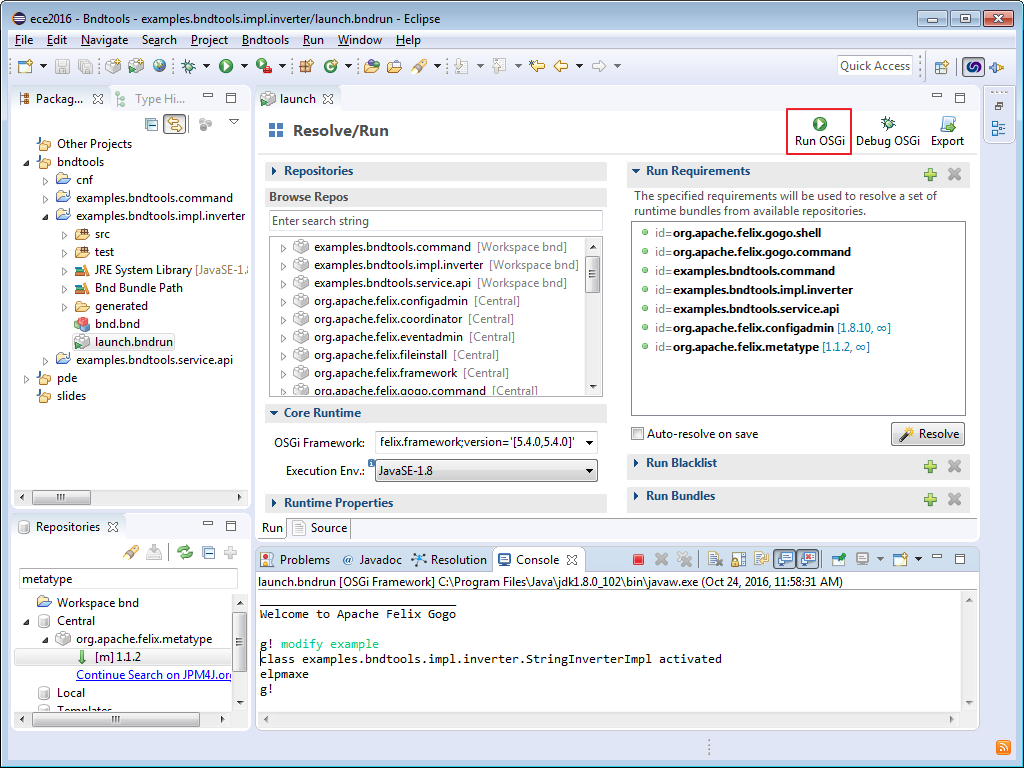 ece2016 - Bndtools - examples.bndtools.impl.inverter/launch.bndrun - Eclipse
File Edit Navigate Search Project Bndtools Run Window Help
Quick Access
Packag...
Type Hi...
Other Projects
bndtools
cnf
examples.bndtools.command
examples.bndtools.impl.inverter
src
test
JRE System Library [JavaSE-1.8
Bnd Bundle Path
generated
bnd.bnd
launch.bndrun
examples.bndtools.service.api
pde
slides
Repositories
metatype
Workspace bnd
Central
org.apache.felix.metatype
[m] 1.1.2
Continue Search on JPM4J.or
Local
Templates
launch
Resolve/Run
Run OSGi
Debug OSGi
Export
Repositories
Browse Repos
Enter search string
examples.bndtools.command [Workspace bnd]
examples.bndtools.impl.inverter [Workspace bnd]
examples.bndtools.service.api [Workspace bnd]
org.apache.felix.configadmin [Central]
org.apache.felix.coordinator [Central]
org.apache.felix.eventadmin [Central]
org.apache.felix.fileinstall [Central]
org.apache.felix.framework [Central]
org.apache.felix.gogo.command [Central]
Core Runtime
OSGi Framework: felix.framework;version='[5.4.0,5.4.0]'
Execution Env.: JavaSE-1.8
Runtime Properties
Run Requirements
The specified requirements will be used to resolve a set of
runtime bundles from available repositories.
id=org.apache.felix.gogo.shell
id=org.apache.felix.gogo.command
id=examples.bndtools.command
id=examples.bndtools.impl.inverter
id=examples.bndtools.service.api
id=org.apache.felix.configadmin [1.8.10, ∞]
id=org.apache.felix.metatype [1.1.2, ∞]
Auto-resolve on save
Resolve
Run Blacklist
Run Bundles
Run
Source
Problems
Javadoc
Resolution
Console
launch.bndrun [OSGi Framework] C:\Program Files\Java\jdk1.8.0_102\bin\javaw.exe (Oct 24, 2016, 11:58:31 AM)
Welcome to Apache Felix Gogo
g! modify example
class examples.bndtools.impl.inverter.StringInverterImpl activated
elpmaxe
g!